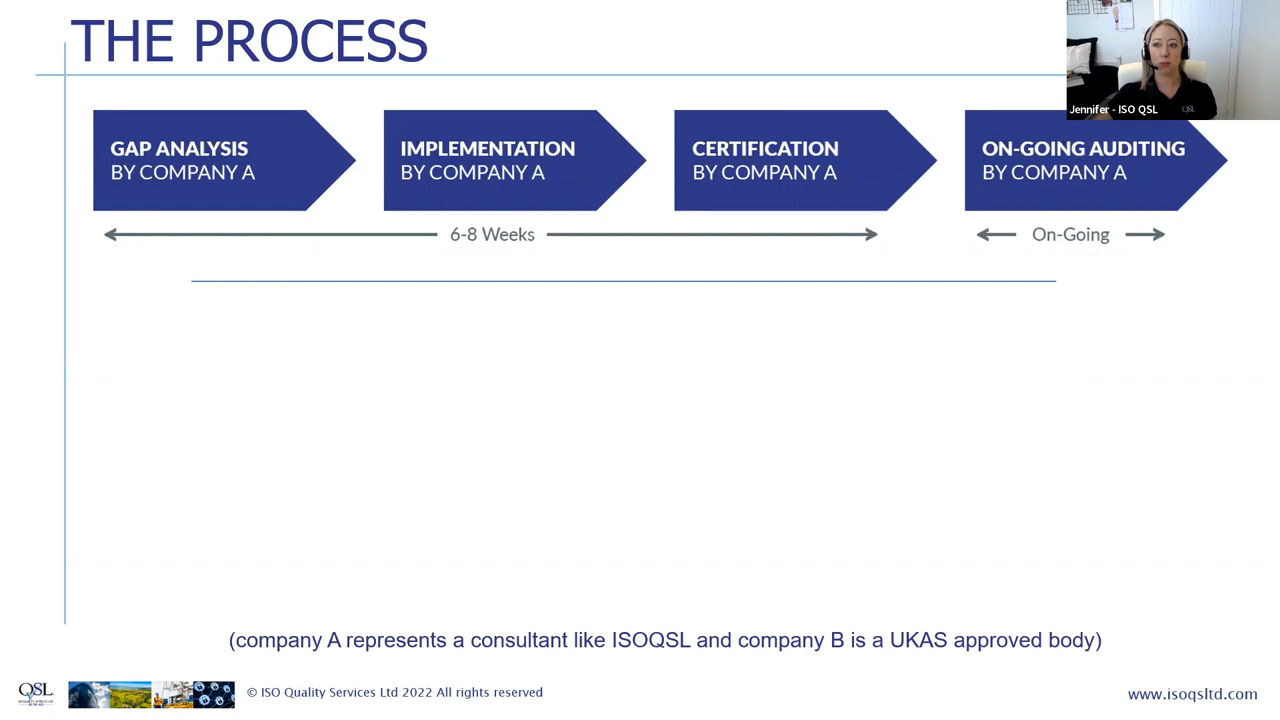 THE PROCESS
Jennifer - ISO QSL
QSL
GAP ANALYSIS
BY COMPANY A
IMPLEMENTATION
BY COMPANY A
CERTIFICATION
BY COMPANY A
ON-GOING AUDITING
BY COMPANY A
6-8 Weeks
On-Going
(company A represents a consultant like ISOQSL and company B is a UKAS approved body)
QSL
© ISO Quality Services Ltd 2022 All rights reserved
www.isoqsltd.com